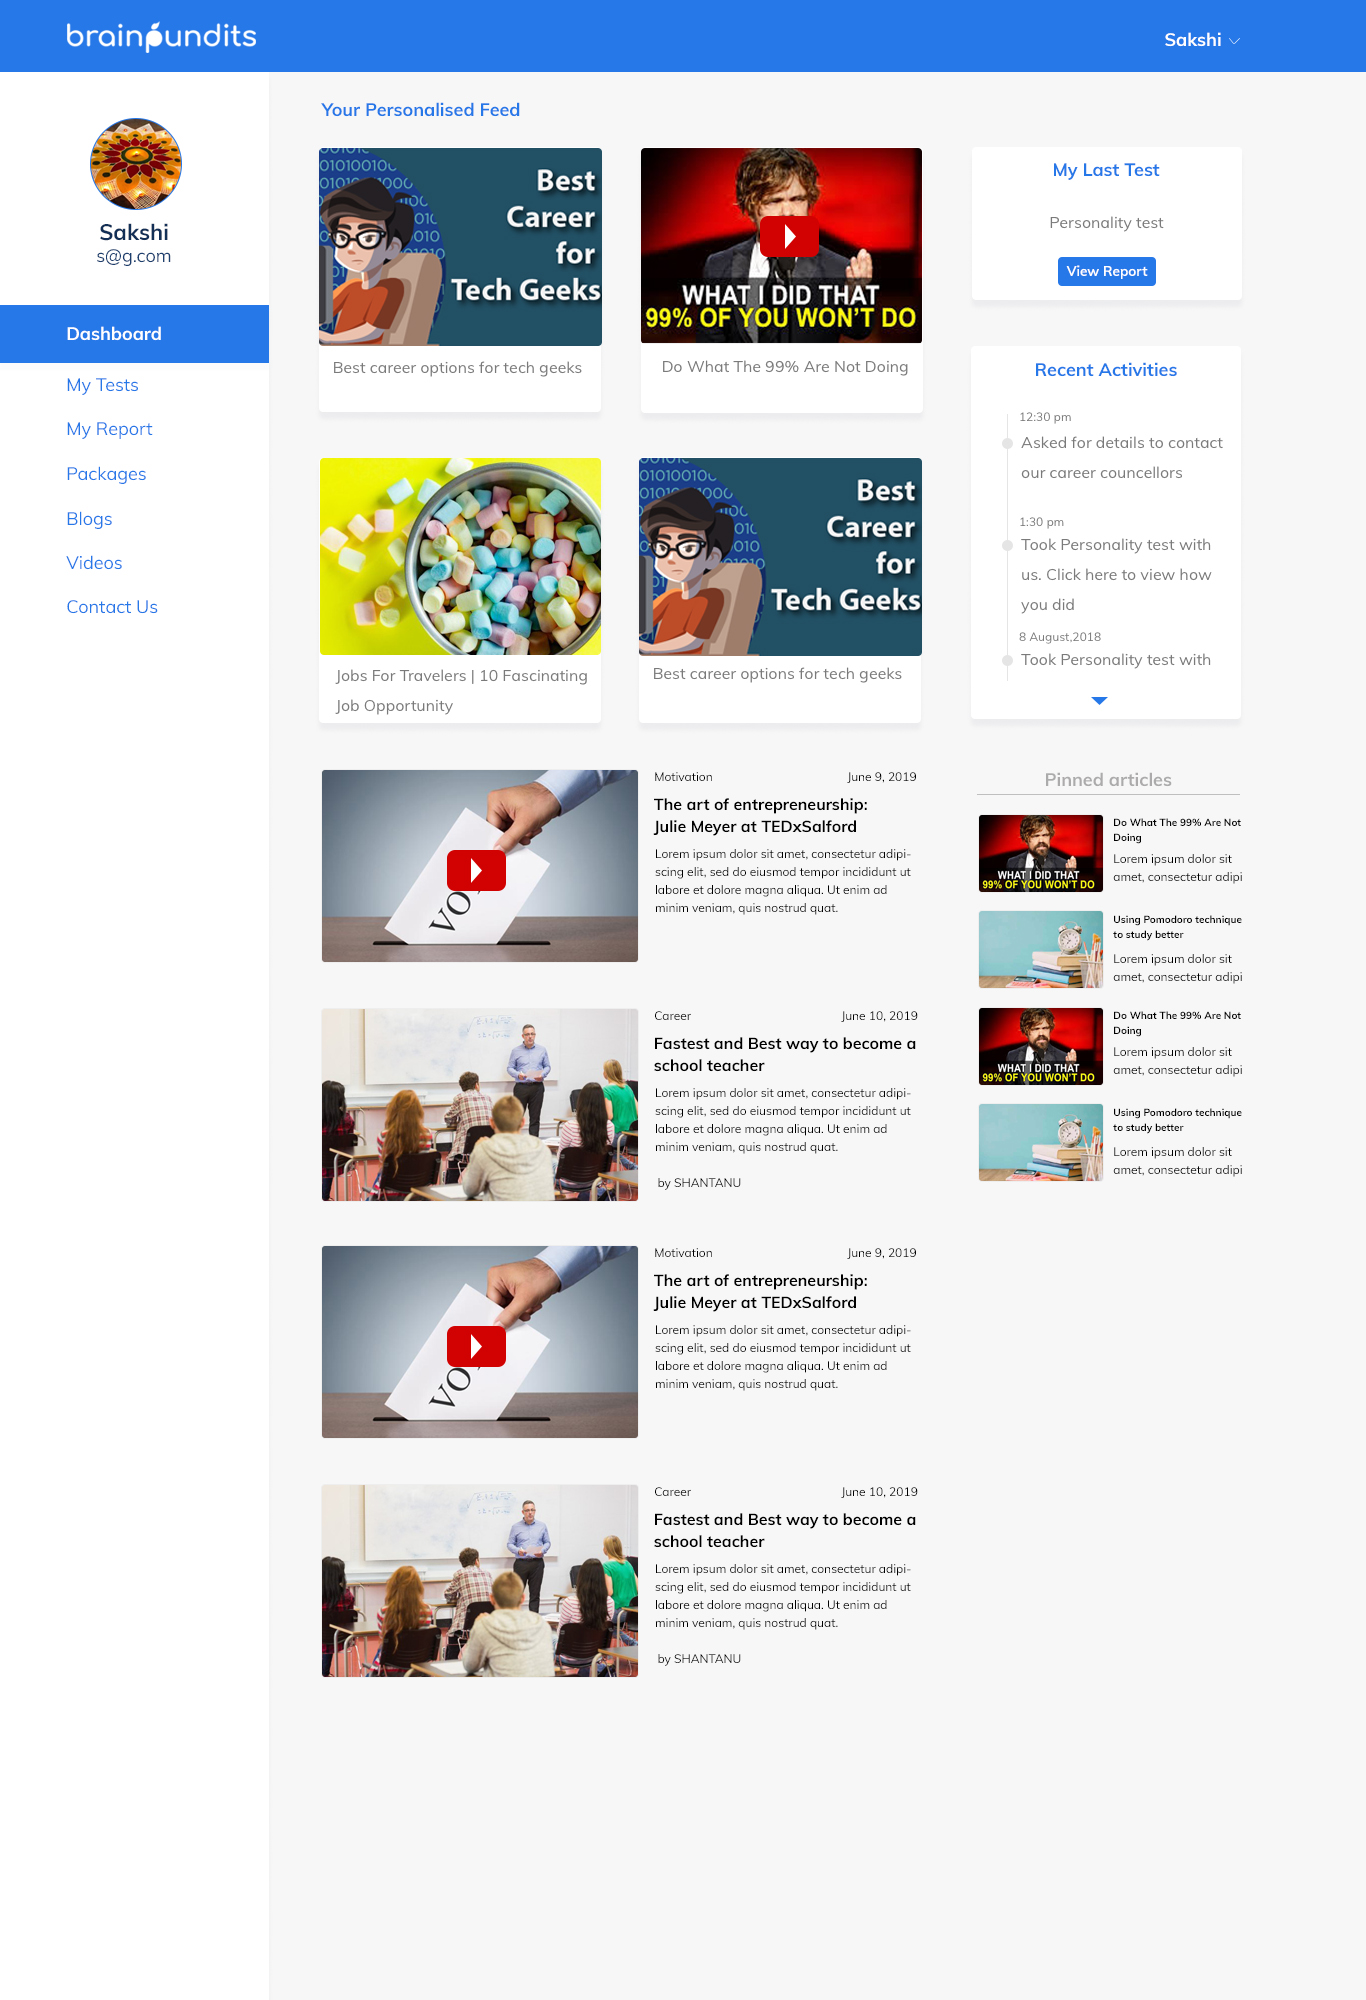 brainpundits
Sakshi
Sakshi
s@g.com
Dashboard
My Tests
My Report
Packages
Blogs
Videos
Contact Us
Your Personalised Feed
Best
Career
for
Tech Geeks
Best career options for tech geeks
WHAT I DID THAT
99% OF YOU WON'T DO
Do What The 99% Are Not Doing
Jobs For Travelers | 10 Fascinating
Job Opportunity
Best
Career
for
Tech Geeks
Best career options for tech geeks
Motivation
June 9, 2019
The art of entrepreneurship:
Julie Meyer at TEDxSalford
Lorem ipsum dolor sit amet, consectetur adipi-
scing elit, sed do eiusmod tempor incididunt ut
labore et dolore magna aliqua. Ut enim ad
minim veniam, quis nostrud quat.
Career
June 10, 2019
Fastest and Best way to become a
school teacher
Lorem ipsum dolor sit amet, consectetur adipi-
scing elit, sed do eiusmod tempor incididunt ut
labore et dolore magna aliqua. Ut enim ad
minim veniam, quis nostrud quat.
by SHANTANU
Motivation
June 9, 2019
The art of entrepreneurship:
Julie Meyer at TEDxSalford
Lorem ipsum dolor sit amet, consectetur adipi-
scing elit, sed do eiusmod tempor incididunt ut
labore et dolore magna aliqua. Ut enim ad
minim veniam, quis nostrud quat.
Career
June 10, 2019
Fastest and Best way to become a
school teacher
Lorem ipsum dolor sit amet, consectetur adipi-
scing elit, sed do eiusmod tempor incididunt ut
labore et dolore magna aliqua. Ut enim ad
minim veniam, quis nostrud quat.
by SHANTANU
My Last Test
Personality test
View Report
Recent Activities
12:30 pm
Asked for details to contact
our career councellors
1:30 pm
Took Personality test with
us. Click here to view how
you did
8 August,2018
Took Personality test with
Pinned articles
WHAT I DID THAT
99% OF YOU WON'T DO
Do What The 99% Are Not
Doing
Lorem ipsum dolor sit
amet, consectetur adipi
Using Pomodoro technique
to study better
Lorem ipsum dolor sit
amet, consectetur adipi
WHAT I DID THAT
99% OF YOU WON'T DO
Do What The 99% Are Not
Doing
Lorem ipsum dolor sit
amet, consectetur adipi
Using Pomodoro technique
to study better
Lorem ipsum dolor sit
amet, consectetur adipi